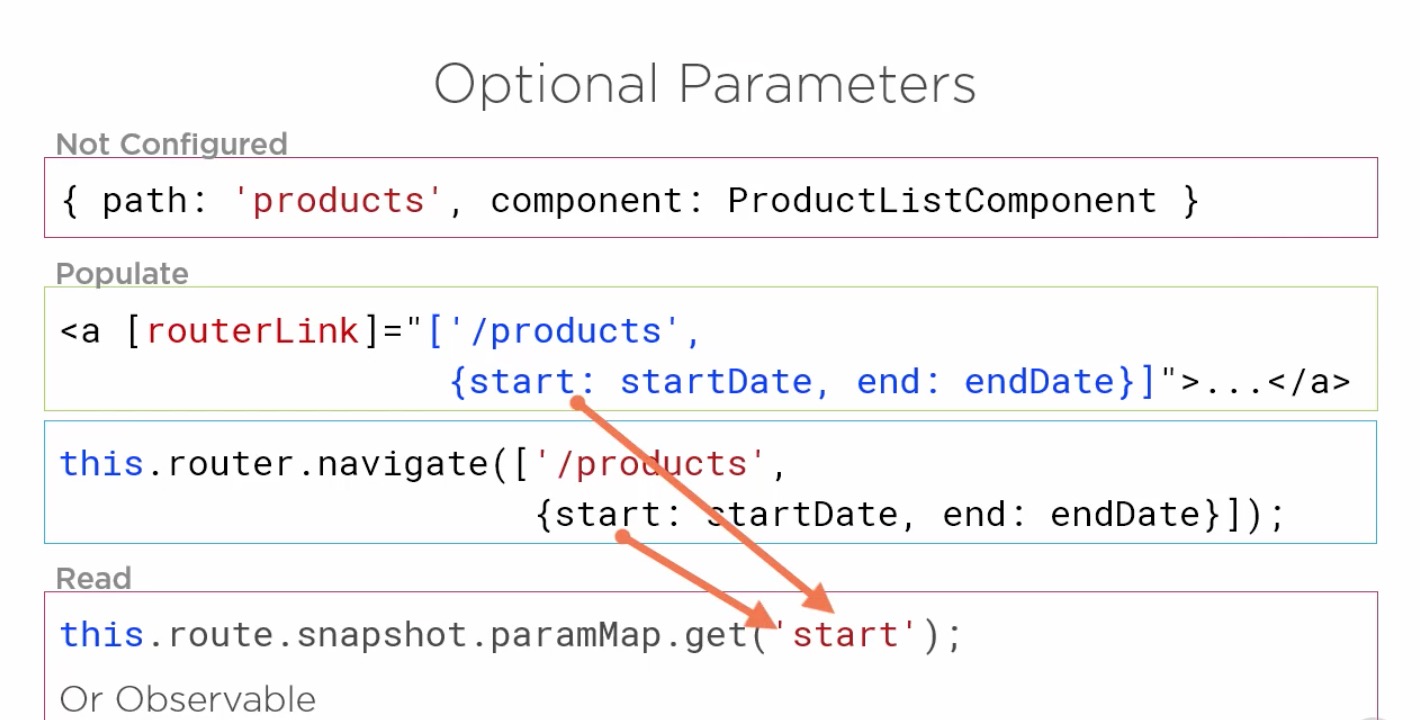 Optional Parameters
Not Configured
{ path: 'products', component: ProductListComponent }
Populate
<a [routerLink]="['/products',
{start: startDate, end: endDate}]">...</a>
this.router.navigate(['/products',
{start: startDate, end: endDate}]);
Read
this.route.snapshot.paramMap.get('start');
Or Observable